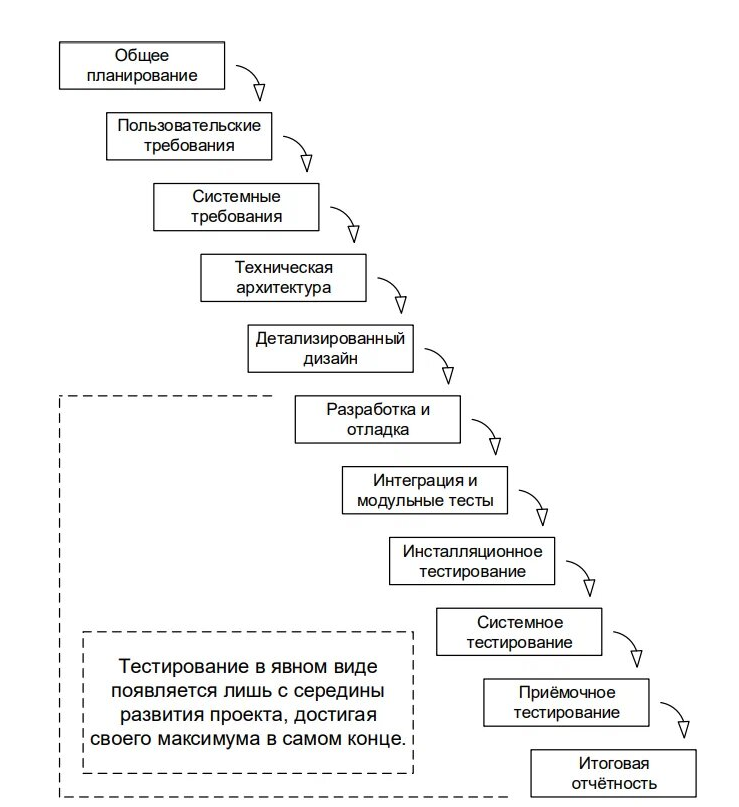 Общее
планирование
Пользовательские
требования
Системные
требования
Техническая
архитектура
Детализированный
дизайн
Разработка и
отладка
Интеграция и
модульные тесты
Инсталляционное
тестирование
Системное
тестирование
Тестирование в явном виде
появляется лишь с середины
развития проекта, достигая
своего максимума в самом конце.
Приёмочное
тестирование
Итоговая
отчётность